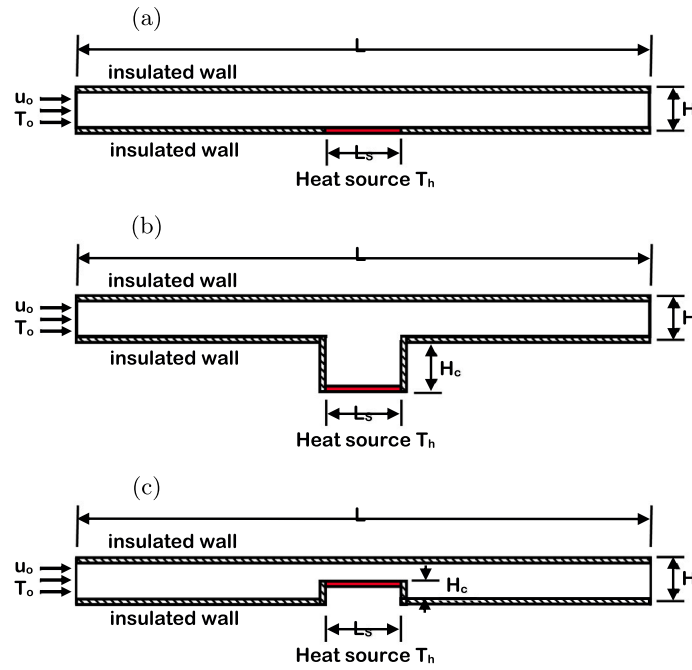 (a)
L
insulated wall
uo
To
H
insulated wall
Ls
Heat source Th
(b)
L
insulated wall
uo
To
H
insulated wall
Hc
Ls
Heat source Th
(c)
L
insulated wall
uo
To
Hc
H
insulated wall
Ls
Heat source Th